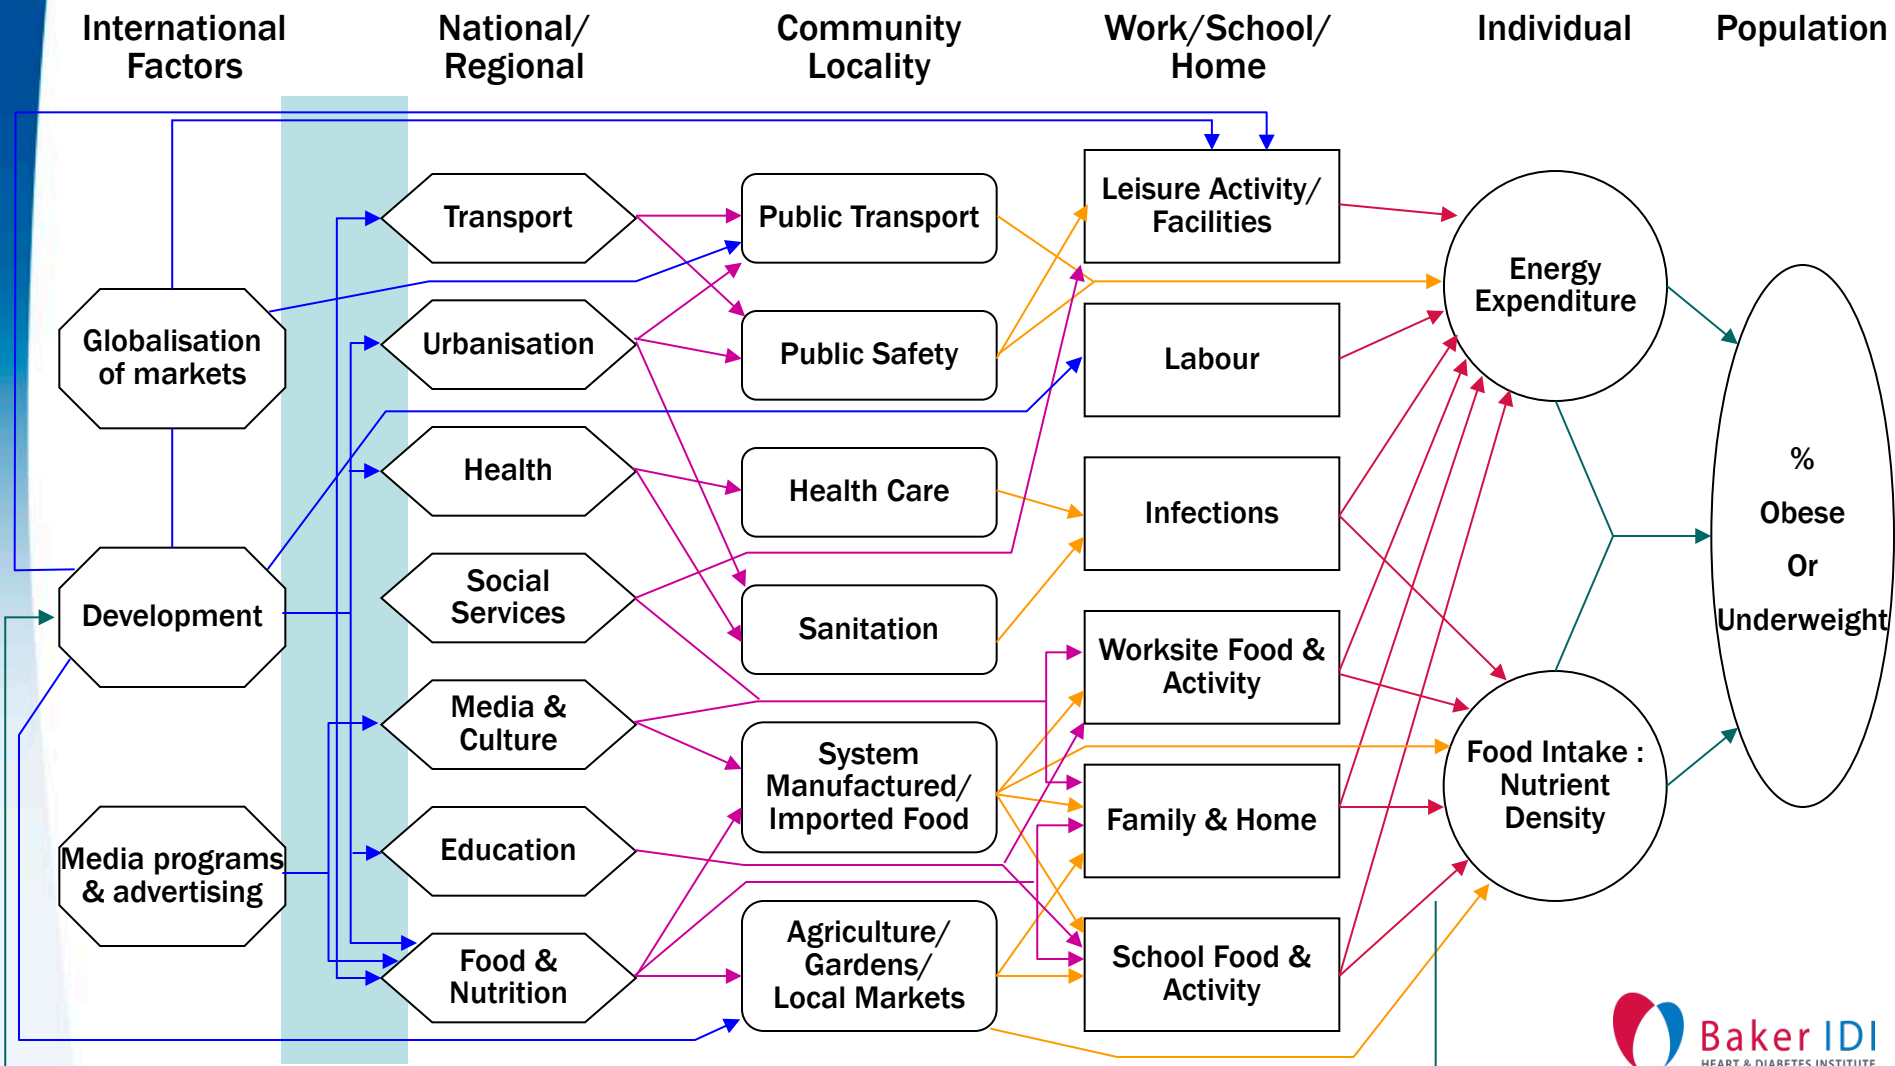 International
Factors
National/
Regional
Community
Locality
Work/School/
Home
Individual
Population
Globalisation
of markets
Development
Media programs
& advertising
Transport
Urbanisation
Health
Social
Services
Media &
Culture
Education
Food &
Nutrition
Public Transport
Public Safety
Health Care
Sanitation
System
Manufactured/
Imported Food
Agriculture/
Gardens/
Local Markets
Leisure Activity/
Facilities
Labour
Infections
Worksite Food &
Activity
Family & Home
School Food &
Activity
Energy
Expenditure
Food Intake :
Nutrient
Density
%
Obese
Or
Underweight
Baker IDI
HEART & DIABETES INSTITUTE